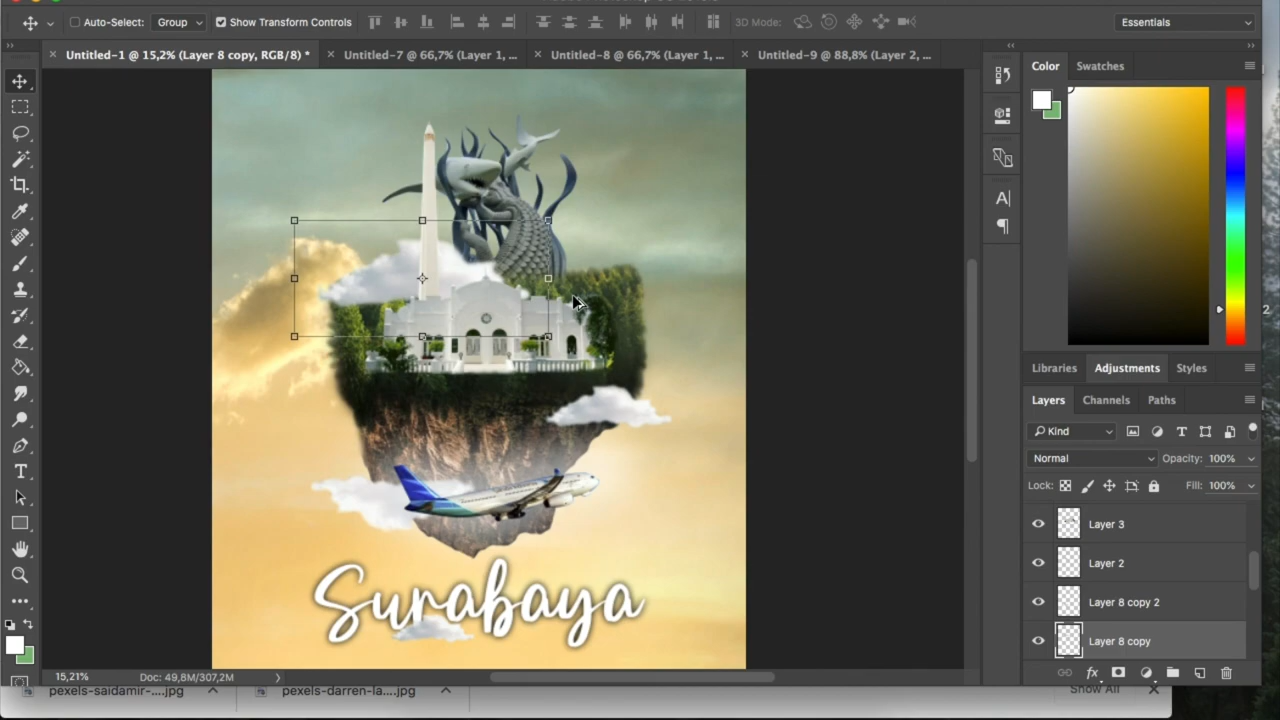 Auto-Select: Group Show Transform Controls 3D Mode: Essentials
Untitled-1 @ 15,2% (Layer 8 copy, RGB/8) * Untitled-7 @ 66,7% (Layer 1, ... Untitled-8 @ 66,7% (Layer 1, ... Untitled-9 @ 88,8% (Layer 2, ...
Color Swatches
Libraries Adjustments Styles
Layers Channels Paths
Kind
Normal Opacity: 100%
Lock: Fill: 100%
Layer 3
Layer 2
Layer 8 copy 2
Layer 8 copy
fx
Surabaya
15,21% Doc: 49,8M/307,2M
pexels-saidamir-....jpg pexels-darren-la....jpg Show All